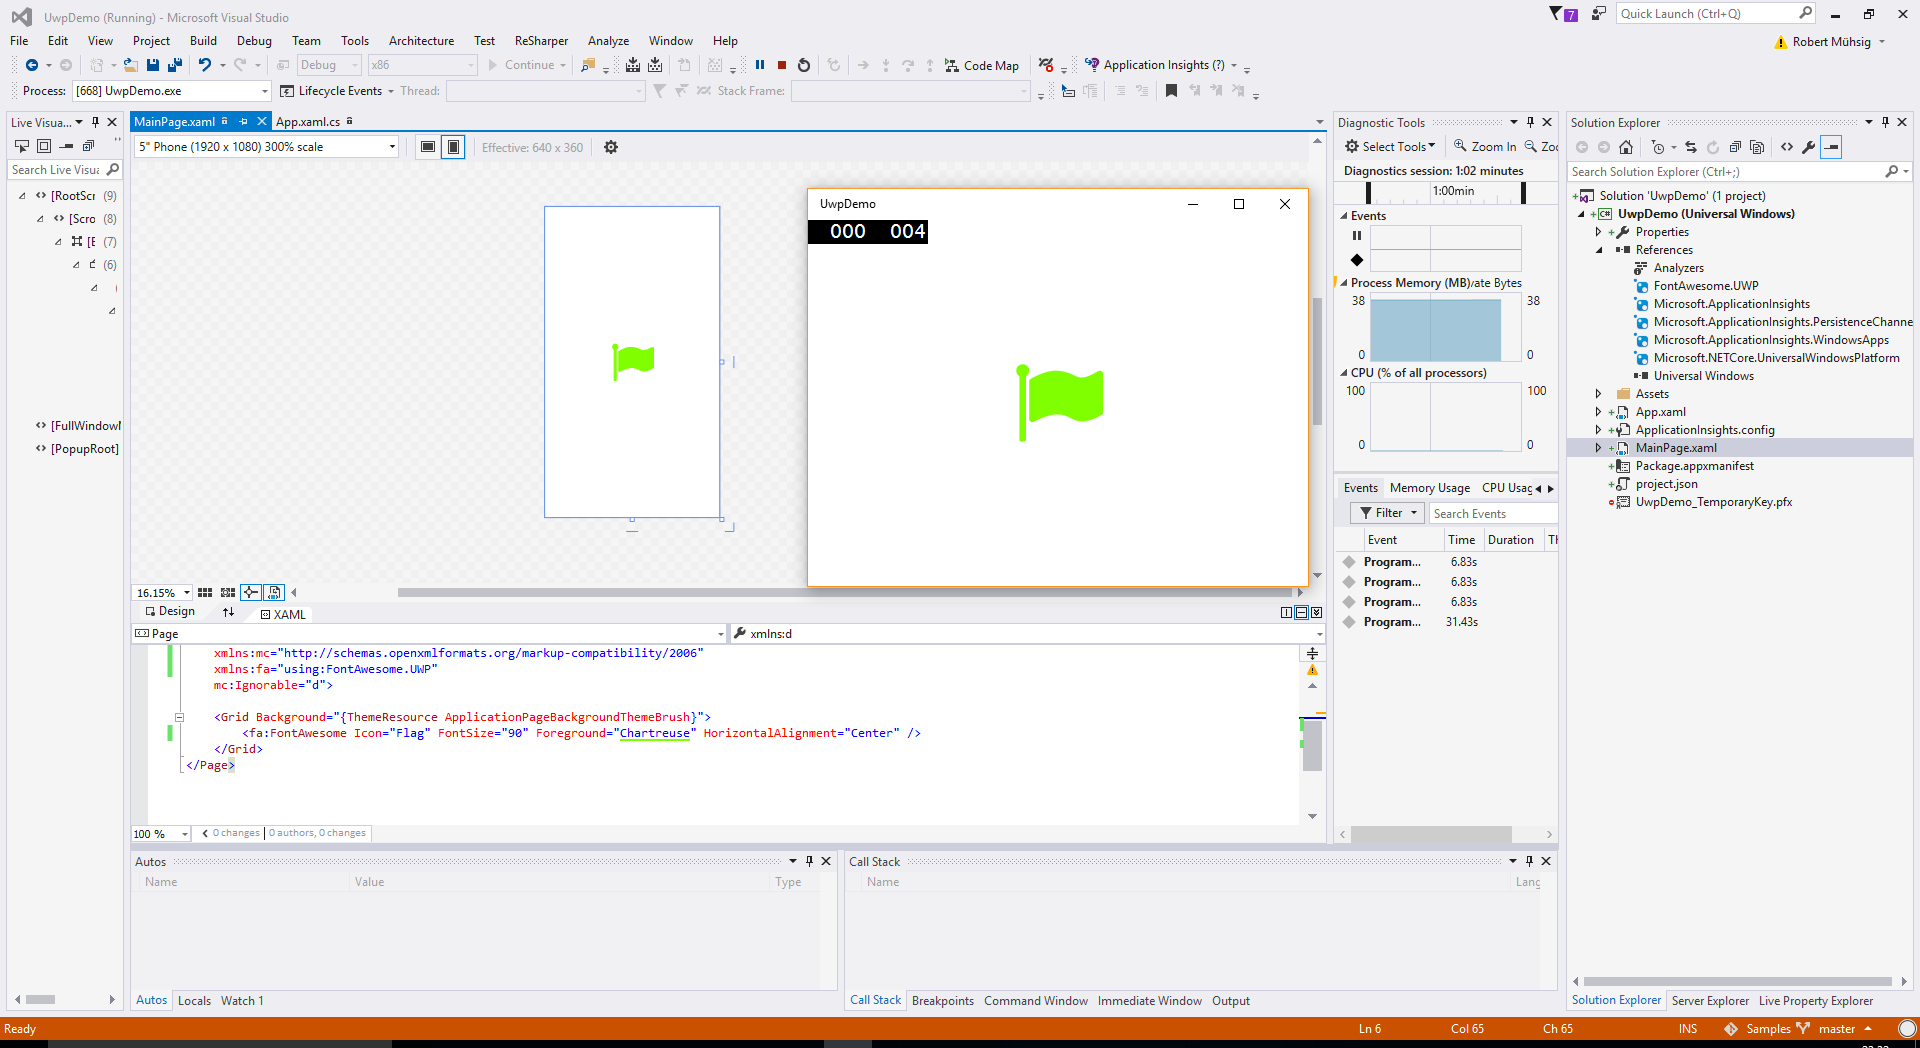 UwpDemo (Running) - Microsoft Visual Studio
7
Quick Launch (Ctrl+Q)
File Edit View Project Build Debug Team Tools Architecture Test ReSharper Analyze Window Help
Robert Mühsig
Debug x86 Continue Code Map Application Insights (?)
Process: [668] UwpDemo.exe Lifecycle Events Thread: Stack Frame:
Live Visua...
Search Live Visua
[RootScr (9)
[Scro (8)
[E (7)
(6)
[FullWindow
[PopupRoot]
MainPage.xaml App.xaml.cs
5" Phone (1920 x 1080) 300% scale Effective: 640 x 360
UwpDemo
000 004
16.15%
Design XAML
Page xmlns:d
xmlns:mc="http://schemas.openxmlformats.org/markup-compatibility/2006"
xmlns:fa="using:FontAwesome.UWP"
mc:Ignorable="d">
<Grid Background="{ThemeResource ApplicationPageBackgroundThemeBrush}">
<fa:FontAwesome Icon="Flag" FontSize="90" Foreground="Chartreuse" HorizontalAlignment="Center" />
</Grid>
</Page>
100 % 0 changes | 0 authors, 0 changes
Autos
Name Value Type
Autos Locals Watch 1
Call Stack
Name Lang
Call Stack Breakpoints Command Window Immediate Window Output
Diagnostic Tools
Select Tools Zoom In Zoo
Diagnostics session: 1:02 minutes
1:00min
Events
Process Memory (MB) ate Bytes
38 38
0 0
CPU (% of all processors)
100 100
0 0
Events Memory Usage CPU Usag
Filter Search Events
Event Time Duration Th
Program... 6.83s
Program... 6.83s
Program... 6.83s
Program... 31.43s
Solution Explorer
Search Solution Explorer (Ctrl+;)
Solution 'UwpDemo' (1 project)
UwpDemo (Universal Windows)
Properties
References
Analyzers
FontAwesome.UWP
Microsoft.ApplicationInsights
Microsoft.ApplicationInsights.PersistenceChanne
Microsoft.ApplicationInsights.WindowsApps
Microsoft.NETCore.UniversalWindowsPlatform
Universal Windows
Assets
App.xaml
ApplicationInsights.config
MainPage.xaml
Package.appxmanifest
project.json
UwpDemo_TemporaryKey.pfx
Solution Explorer Server Explorer Live Property Explorer
Ready Ln 6 Col 65 Ch 65 INS Samples master